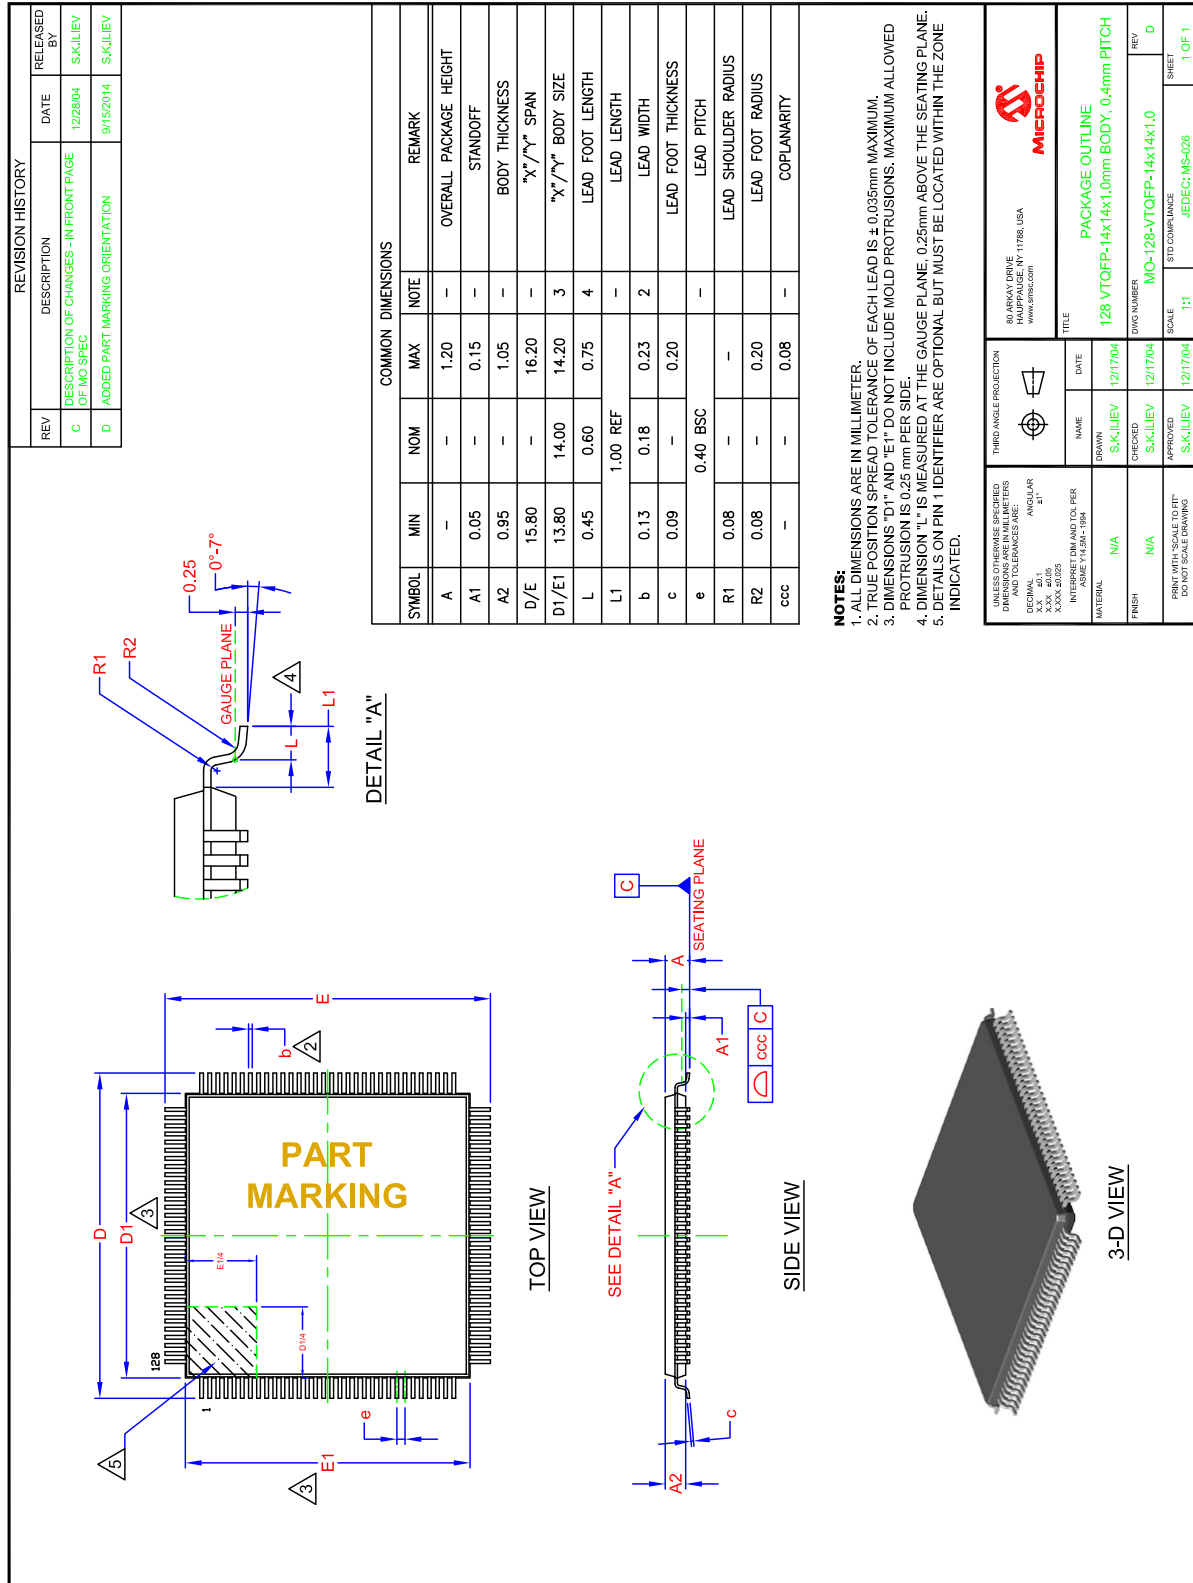 REVISION HISTORY
REV DESCRIPTION DATE RELEASED BY
C DESCRIPTION OF CHANGES - IN FRONT PAGE OF MO SPEC 12/28/04 S.K.ILIEV
D ADDED PART MARKING ORIENTATION 9/15/2014 S.K.ILIEV
D
D1
3
E
E1
3
5
1
128
E1/4
D1/4
e
b
2
PART
MARKING
TOP VIEW
R1
R2
GAUGE PLANE
0.25
0°-7°
4
L
L1
DETAIL "A"
SEE DETAIL "A"
A2
c
C
A
SEATING PLANE
A1
ccc C
SIDE VIEW
3-D VIEW
COMMON DIMENSIONS
SYMBOL MIN NOM MAX NOTE REMARK
A - - 1.20 - OVERALL PACKAGE HEIGHT
A1 0.05 - 0.15 - STANDOFF
A2 0.95 - 1.05 - BODY THICKNESS
D/E 15.80 - 16.20 - "X"/"Y" SPAN
D1/E1 13.80 14.00 14.20 3 "X"/"Y" BODY SIZE
L 0.45 0.60 0.75 4 LEAD FOOT LENGTH
L1 1.00 REF - LEAD LENGTH
b 0.13 0.18 0.23 2 LEAD WIDTH
c 0.09 - 0.20 - LEAD FOOT THICKNESS
e 0.40 BSC - LEAD PITCH
R1 0.08 - - - LEAD SHOULDER RADIUS
R2 0.08 - 0.20 - LEAD FOOT RADIUS
ccc - - 0.08 - COPLANARITY
NOTES:
1. ALL DIMENSIONS ARE IN MILLIMETER.
2. TRUE POSITION SPREAD TOLERANCE OF EACH LEAD IS ± 0.035mm MAXIMUM.
3. DIMENSIONS "D1" AND "E1" DO NOT INCLUDE MOLD PROTRUSIONS. MAXIMUM ALLOWED
PROTRUSION IS 0.25 mm PER SIDE.
4. DIMENSION "L" IS MEASURED AT THE GAUGE PLANE, 0.25mm ABOVE THE SEATING PLANE.
5. DETAILS ON PIN 1 IDENTIFIER ARE OPTIONAL BUT MUST BE LOCATED WITHIN THE ZONE
INDICATED.
UNLESS OTHERWISE SPECIFIED
DIMENSIONS ARE IN MILLIMETERS
AND TOLERANCES ARE:
DECIMAL ANGULAR
X.X ±0.1 ±1°
X.XX ±0.05
X.XXX ±0.025
INTERPRET DIM AND TOL PER
ASME Y14.5M - 1994
MATERIAL
N/A
FINISH
N/A
PRINT WITH "SCALE TO FIT"
DO NOT SCALE DRAWING
THIRD ANGLE PROJECTION
NAME DATE
DRAWN
S.K.ILIEV 12/17/04
CHECKED
S.K.ILIEV 12/17/04
APPROVED
S.K.ILIEV 12/17/04
80 ARKAY DRIVE
HAUPPAUGE, NY 11788, USA
www.smsc.com
MICROCHIP
TITLE
PACKAGE OUTLINE
128 VTQFP-14x14x1.0mm BODY, 0.4mm PITCH
DWG NUMBER
MO-128-VTQFP-14x14x1.0
REV
D
SCALE
1:1
STD COMPLIANCE
JEDEC: MS-026
SHEET
1 OF 1